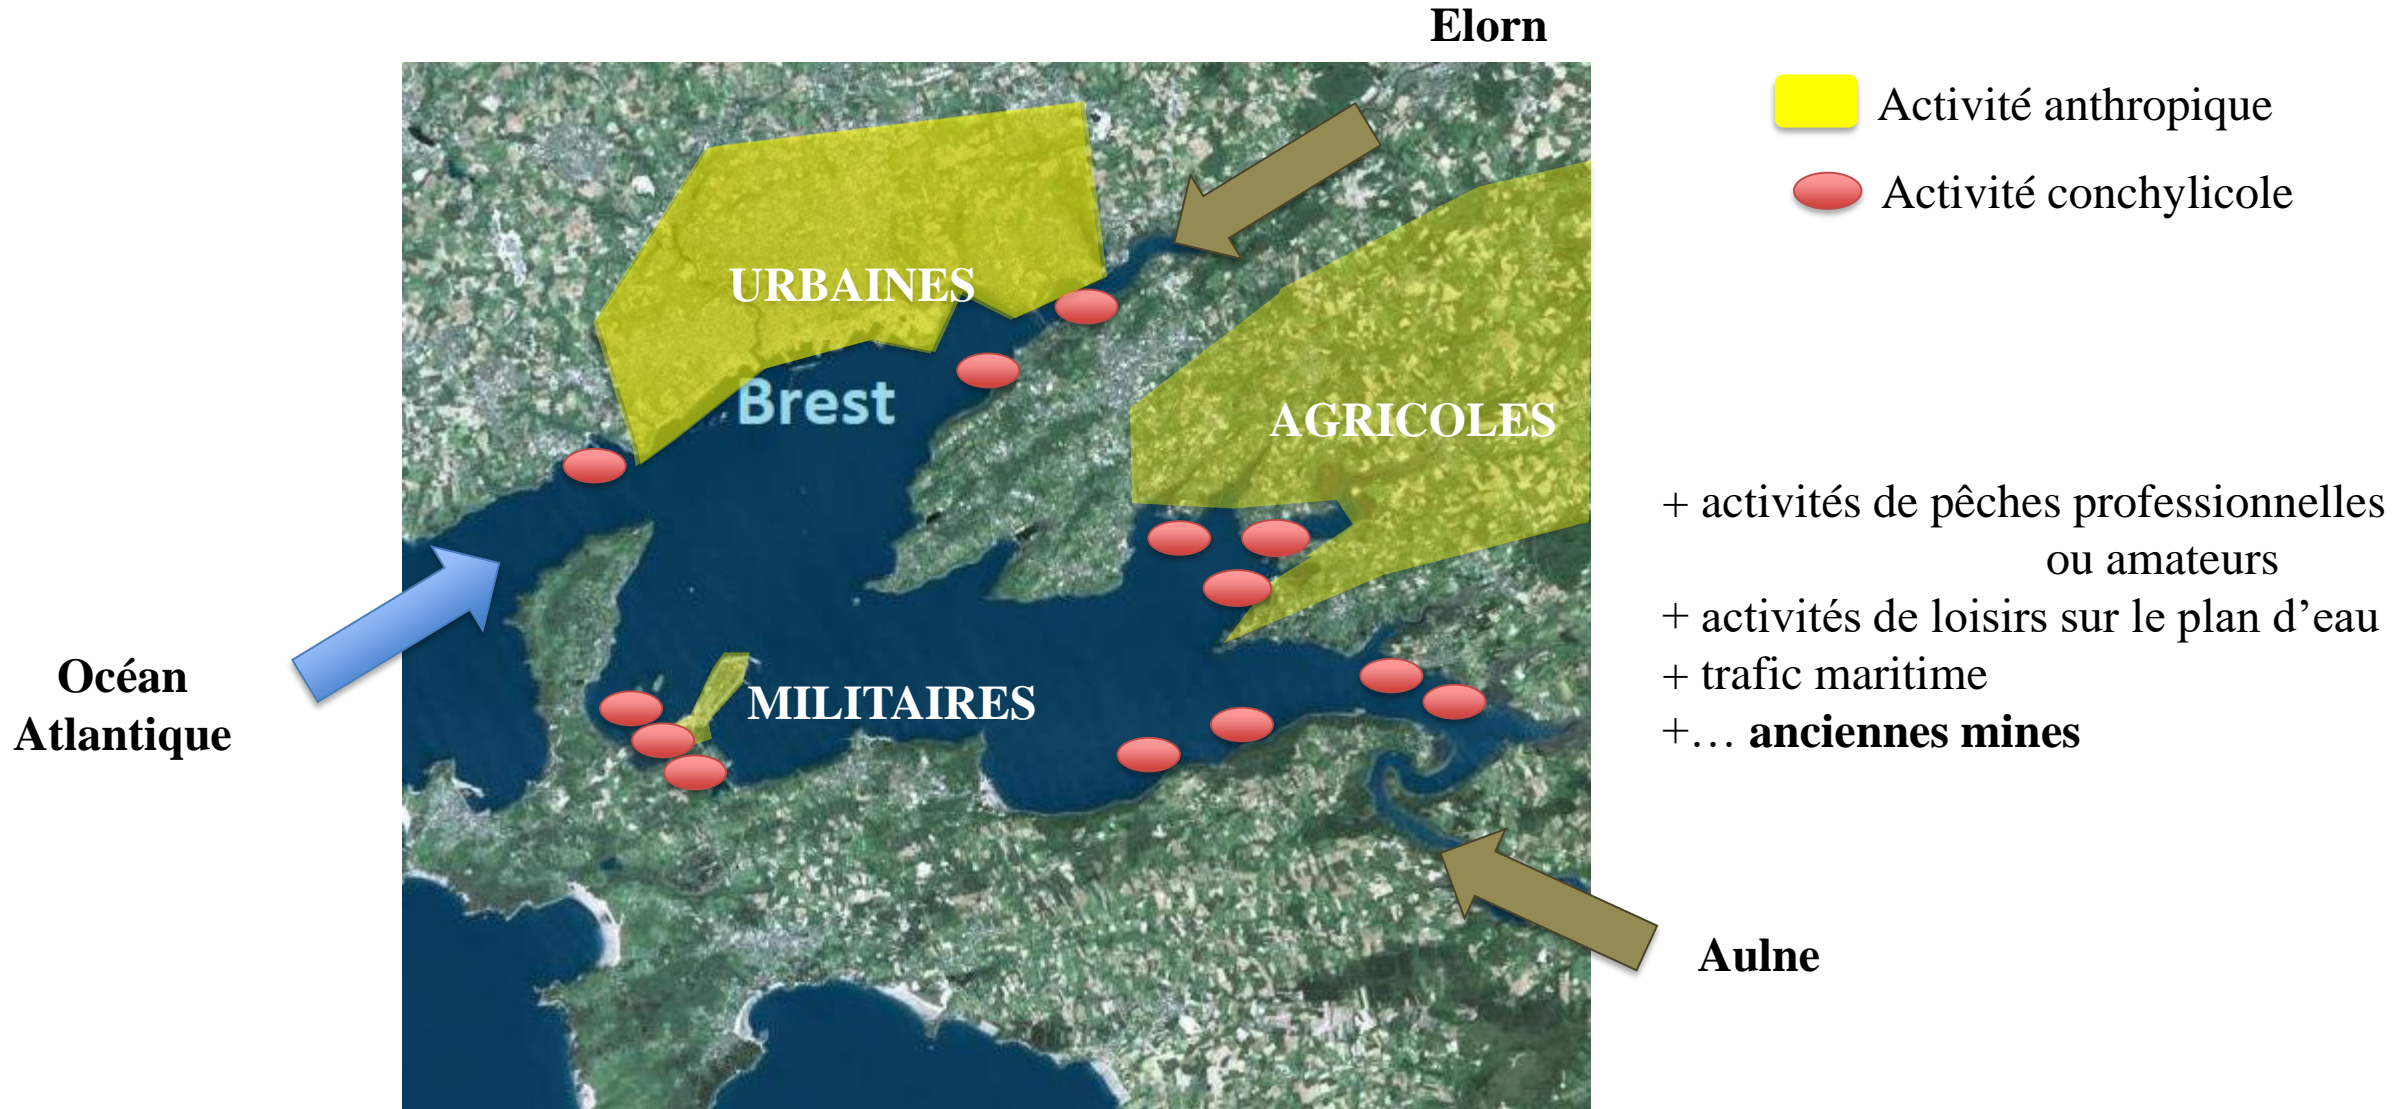 Elorn
Activité anthropique
Activité conchylicole
URBAINES
Brest
AGRICOLES
+ activités de pêches professionnelles
ou amateurs
+ activités de loisirs sur le plan d’eau
+ trafic maritime
+… anciennes mines
Océan
Atlantique
MILITAIRES
Aulne